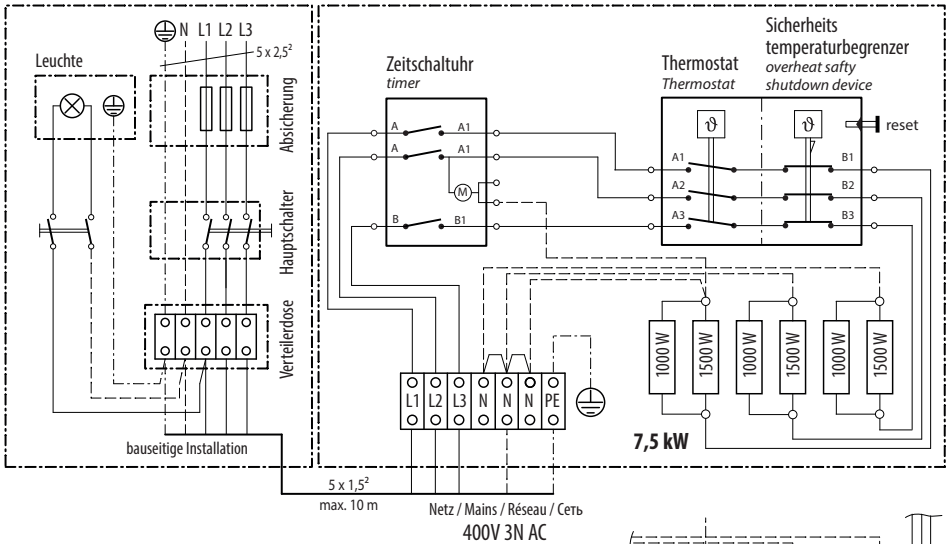 N L1 L2 L3
5 x 2,5²
Leuchte
Absicherung
Hauptschalter
Verteilerdose
bauseitige Installation
Zeitschaltuhr
timer
A A1
A A1
M
B B1
Thermostat
Thermostat
Sicherheits
temperaturbegrenzer
overheat safty
shutdown device
ϑ ϑ
reset
A1 B1
A2 B2
A3 B3
1000 W 1500 W 1000 W 1500 W 1000 W 1500 W
L1 L2 L3 N N N PE
7,5 kW
5 x 1,5²
max. 10 m
Netz / Mains / Réseau / Сеть
400V 3N AC